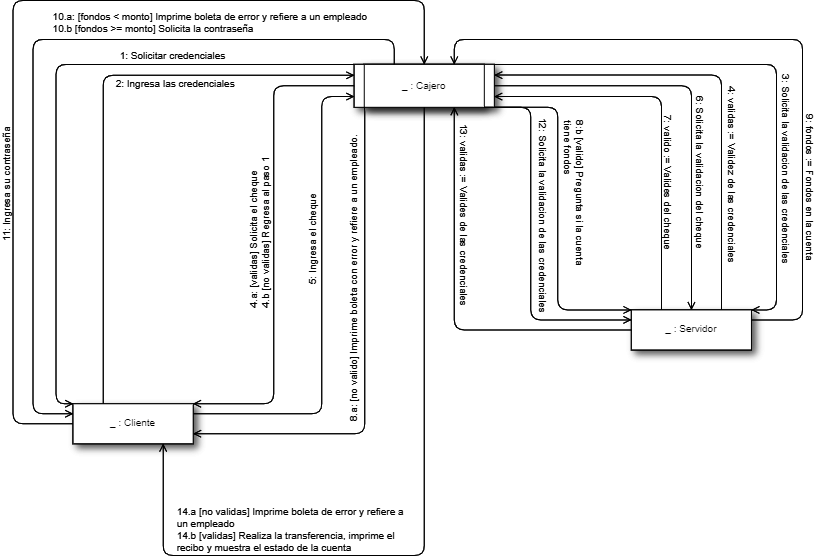 10.a: [fondos < monto] Imprime boleta de error y refiere a un empleado
10.b [fondos >= monto] Solicita la contraseña
1: Solicitar credenciales
2: Ingresa las credenciales
_ : Cajero
11: Ingresa su contraseña
4.a: [validas] Solicita el cheque
4.b [no validas] Regresa al paso 1
5: Ingresa el cheque
8.a: [no valido] Imprime boleta con error y refiere a un empleado.
13: validas := Valides de las credenciales
12: Solicita la validacion de las credenciales
8:b [valido] Pregunta si la cuenta
tiene fondos
7: valido := Valides del cheque
6: Solicita la validacion del cheque
4: validas := Validez de las credenciales
3: Solicita la validacion de las credenciales
9: fondos := Fondos en la cuenta
_ : Servidor
_ : Cliente
14.a [no validas] Imprime boleta de error y refiere a
un empleado
14.b [validas] Realiza la transferencia, imprime el
recibo y muestra el estado de la cuenta